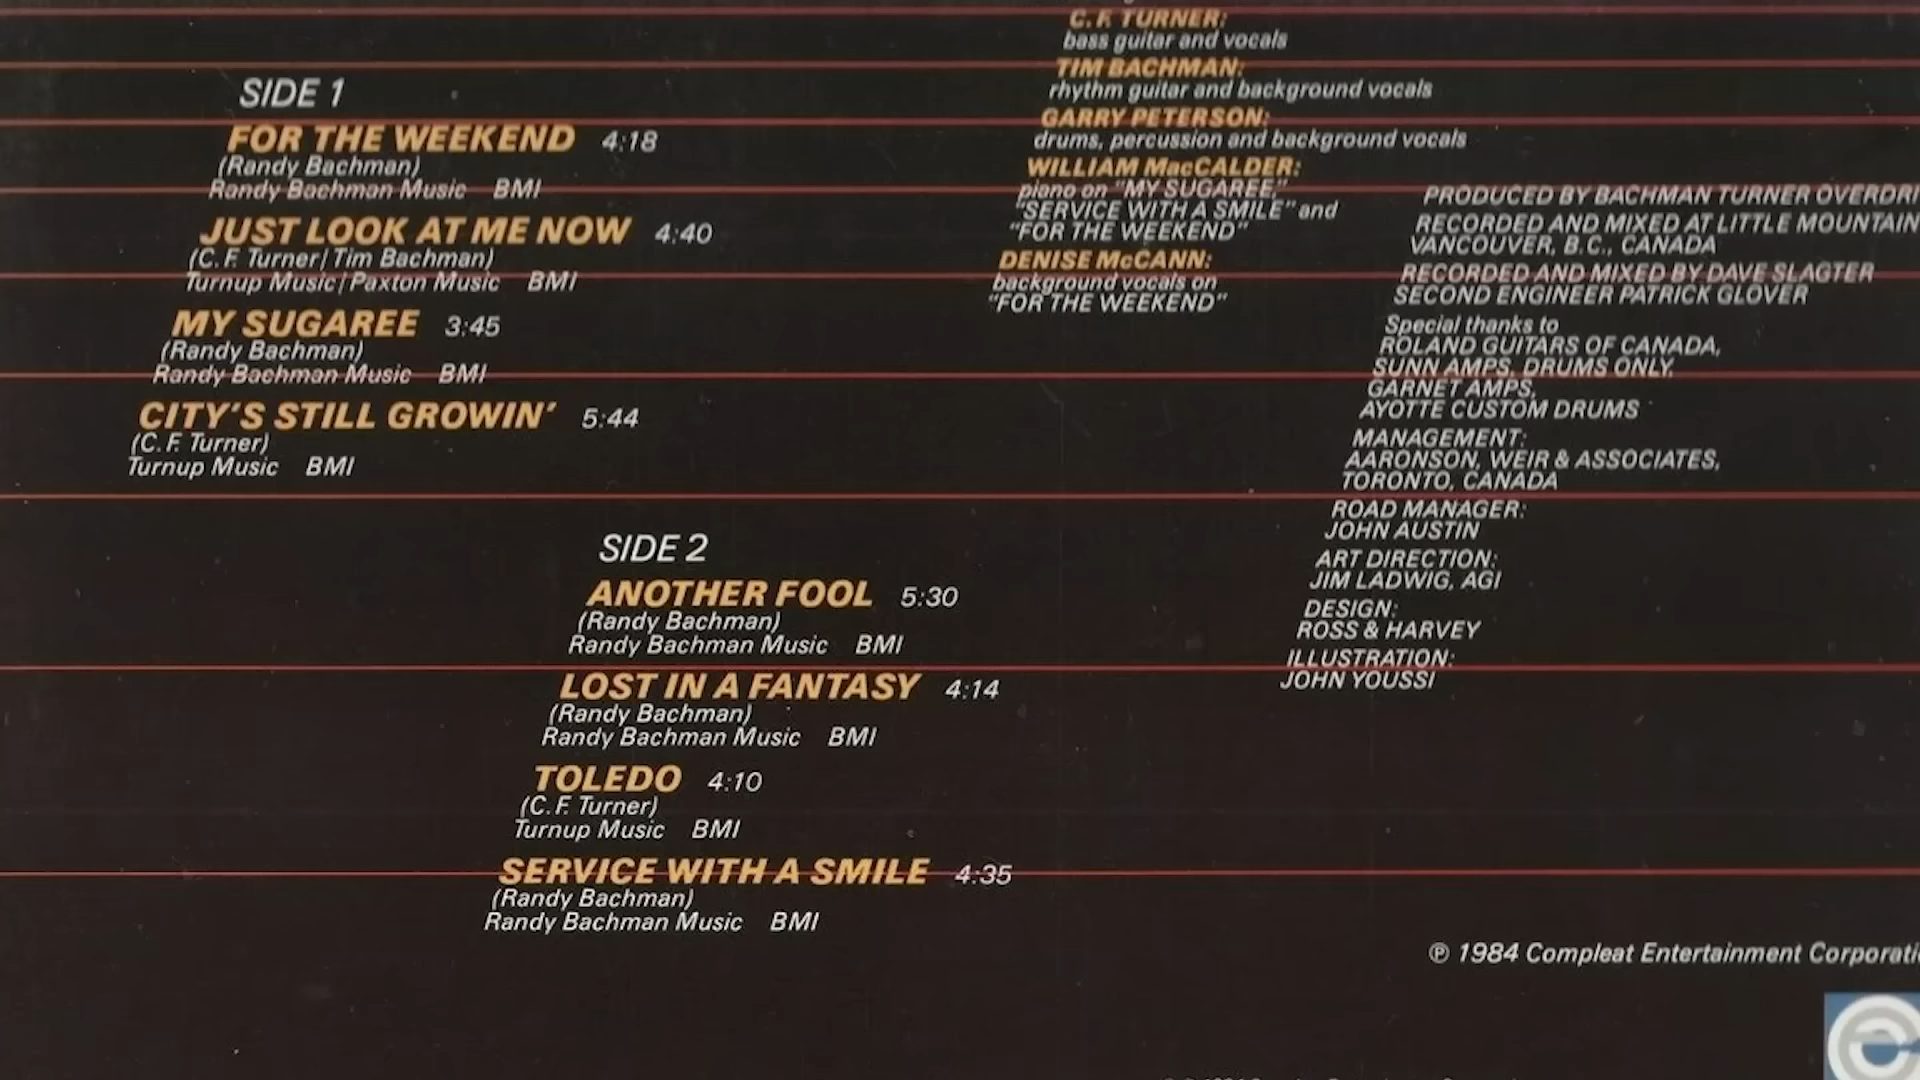 SIDE 1
FOR THE WEEKEND 4:18
(Randy Bachman)
Randy Bachman Music BMI
JUST LOOK AT ME NOW 4:40
(C.F. Turner/Tim Bachman)
Turnup Music/Paxton Music BMI
MY SUGAREE 3:45
(Randy Bachman)
Randy Bachman Music BMI
CITY'S STILL GROWIN' 5:44
(C.F. Turner)
Turnup Music BMI
SIDE 2
ANOTHER FOOL 5:30
(Randy Bachman)
Randy Bachman Music BMI
LOST IN A FANTASY 4:14
(Randy Bachman)
Randy Bachman Music BMI
TOLEDO 4:10
(C.F. Turner)
Turnup Music BMI
SERVICE WITH A SMILE 4:35
(Randy Bachman)
Randy Bachman Music BMI
C.F. TURNER:
bass guitar and vocals
TIM BACHMAN:
rhythm guitar and background vocals
GARRY PETERSON:
drums, percussion and background vocals
WILLIAM MacCALDER:
piano on "MY SUGAREE,"
"SERVICE WITH A SMILE" and
"FOR THE WEEKEND"
DENISE McCANN:
background vocals on
"FOR THE WEEKEND"
PRODUCED BY BACHMAN TURNER OVERDRI
RECORDED AND MIXED AT LITTLE MOUNTAIN
VANCOUVER, B.C., CANADA
RECORDED AND MIXED BY DAVE SLAGTER
SECOND ENGINEER PATRICK GLOVER
Special thanks to
ROLAND GUITARS OF CANADA,
SUNN AMPS, DRUMS ONLY,
GARNET AMPS,
AYOTTE CUSTOM DRUMS
MANAGEMENT:
AARONSON, WEIR & ASSOCIATES,
TORONTO, CANADA
ROAD MANAGER:
JOHN AUSTIN
ART DIRECTION:
JIM LADWIG, AGI
DESIGN:
ROSS & HARVEY
ILLUSTRATION:
JOHN YOUSSI
℗ 1984 Compleat Entertainment Corporati